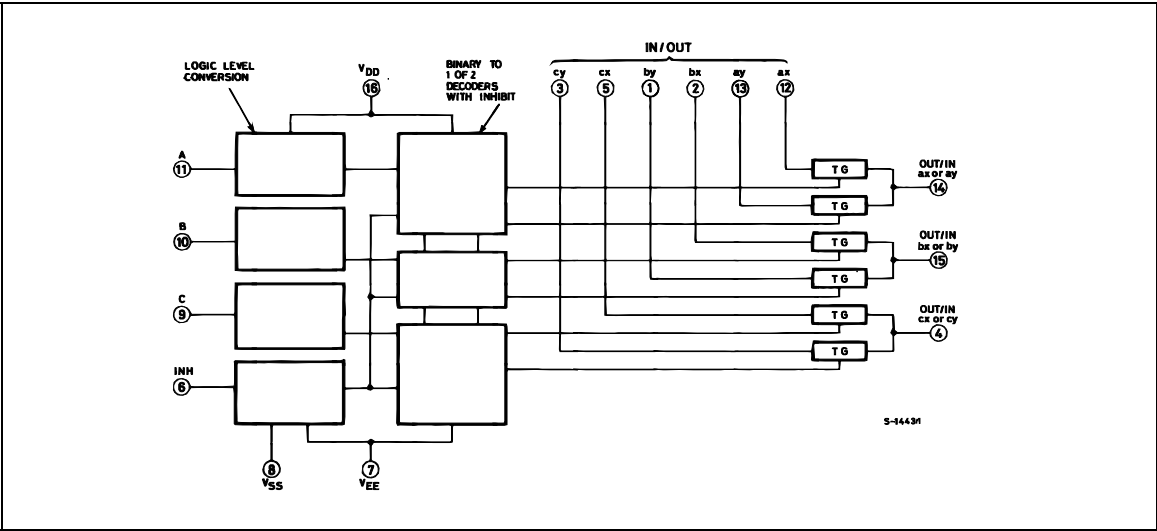 IN/OUT
LOGIC LEVEL
CONVERSION
VDD
16
BINARY TO
1 OF 2
DECODERS
WITH INHIBIT
cy cx by bx ay ax
3 5 1 2 13 12
A
11
B
10
C
9
INH
6
TG
TG
TG
TG
TG
TG
OUT/IN
ax or ay
14
OUT/IN
bx or by
15
OUT/IN
cx or cy
4
8
VSS
7
VEE
S-1443/1